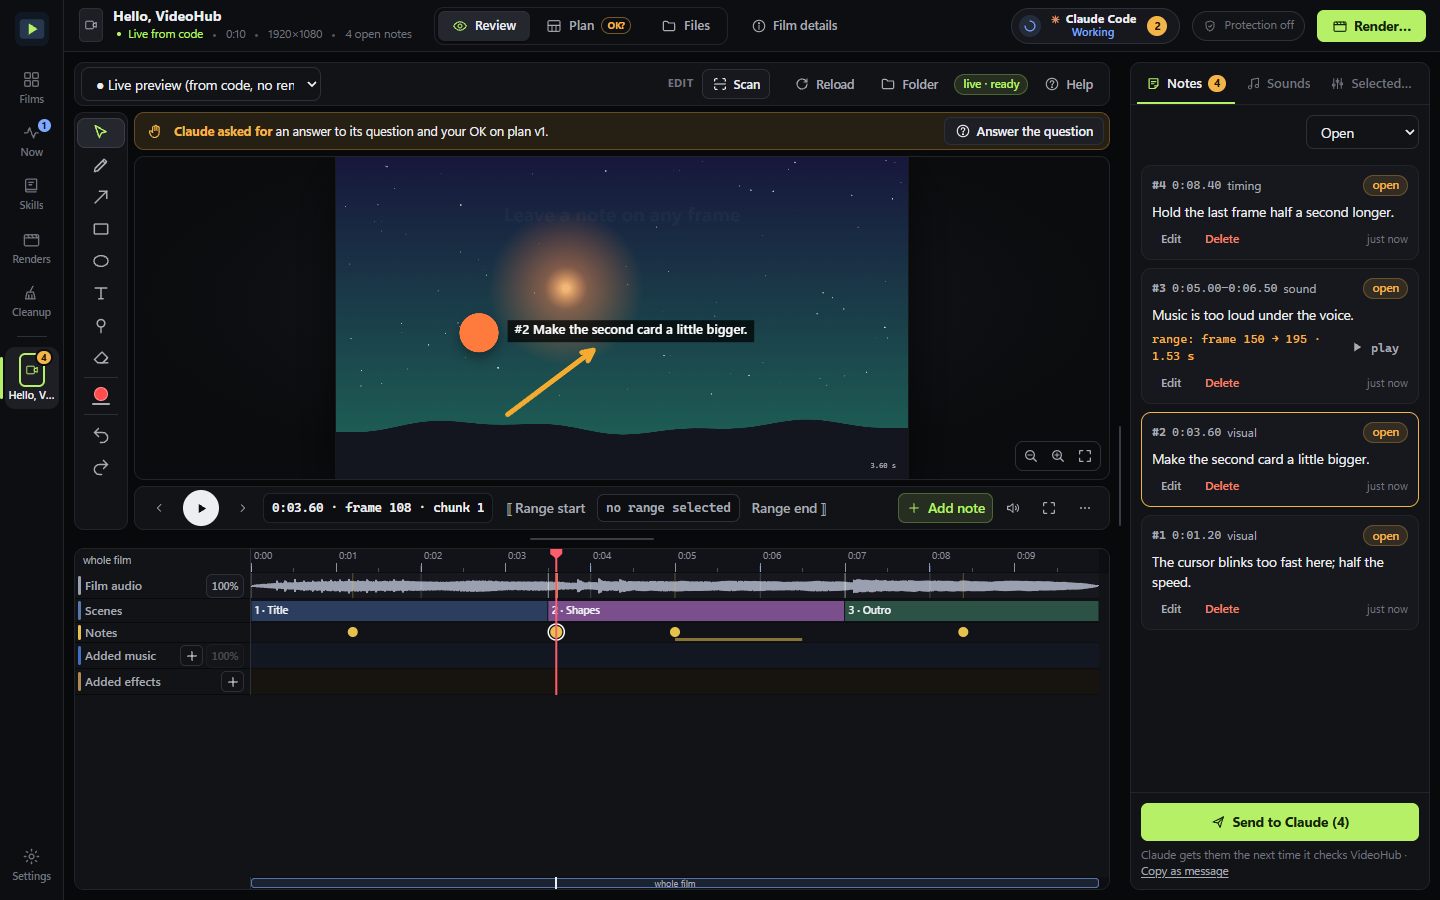 Hello, VideoHub
Live from code • 0:10 • 1920×1080 • 4 open notes
Review
Plan OK?
Files
Film details
Claude Code
Working
2
Protection off
Render...
Films
Now
1
Skills
Renders
Cleanup
4
Hello, V...
Settings
Live preview (from code, no ren
EDIT
Scan
Reload
Folder
live · ready
Help
Claude asked for an answer to its question and your OK on plan v1.
Answer the question
Leave a note on any frame
#2 Make the second card a little bigger.
3.60 s
0:03.60 · frame 108 · chunk 1
[ Range start
no range selected
Range end ]
+ Add note
whole film
0:00 0:01 0:02 0:03 0:04 0:05 0:06 0:07 0:08 0:09
Film audio 100%
Scenes
1 · Title
2 · Shapes
3 · Outro
Notes
Added music + 100%
Added effects +
whole film
Notes 4
Sounds
Selected...
Open
#4 0:08.40 timing open
Hold the last frame half a second longer.
Edit Delete just now
#3 0:05.00–0:06.50 sound open
Music is too loud under the voice.
range: frame 150 → 195 ·
1.53 s
play
Edit Delete just now
#2 0:03.60 visual open
Make the second card a little bigger.
Edit Delete just now
#1 0:01.20 visual open
The cursor blinks too fast here; half the
speed.
Edit Delete just now
Send to Claude (4)
Claude gets them the next time it checks VideoHub ·
Copy as message